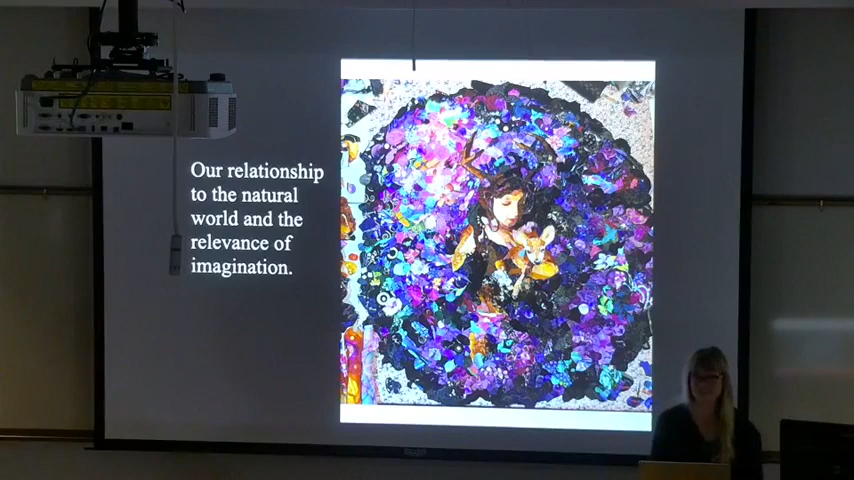 Our relationship
to the natural
world and the
relevance of
imagination.